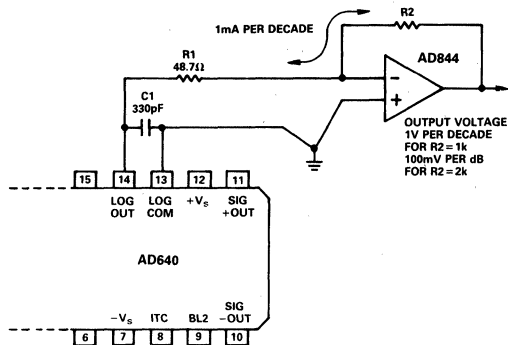 1mA PER DECADE
R2
R1
48.7Ω
AD844
C1
330pF
−
+
OUTPUT VOLTAGE
1V PER DECADE
FOR R2 = 1k
100mV PER dB
FOR R2 = 2k
15 14 13 12 11
LOG OUT
LOG COM
+VS
SIG +OUT
AD640
−VS
ITC
BL2
SIG −OUT
6 7 8 9 10